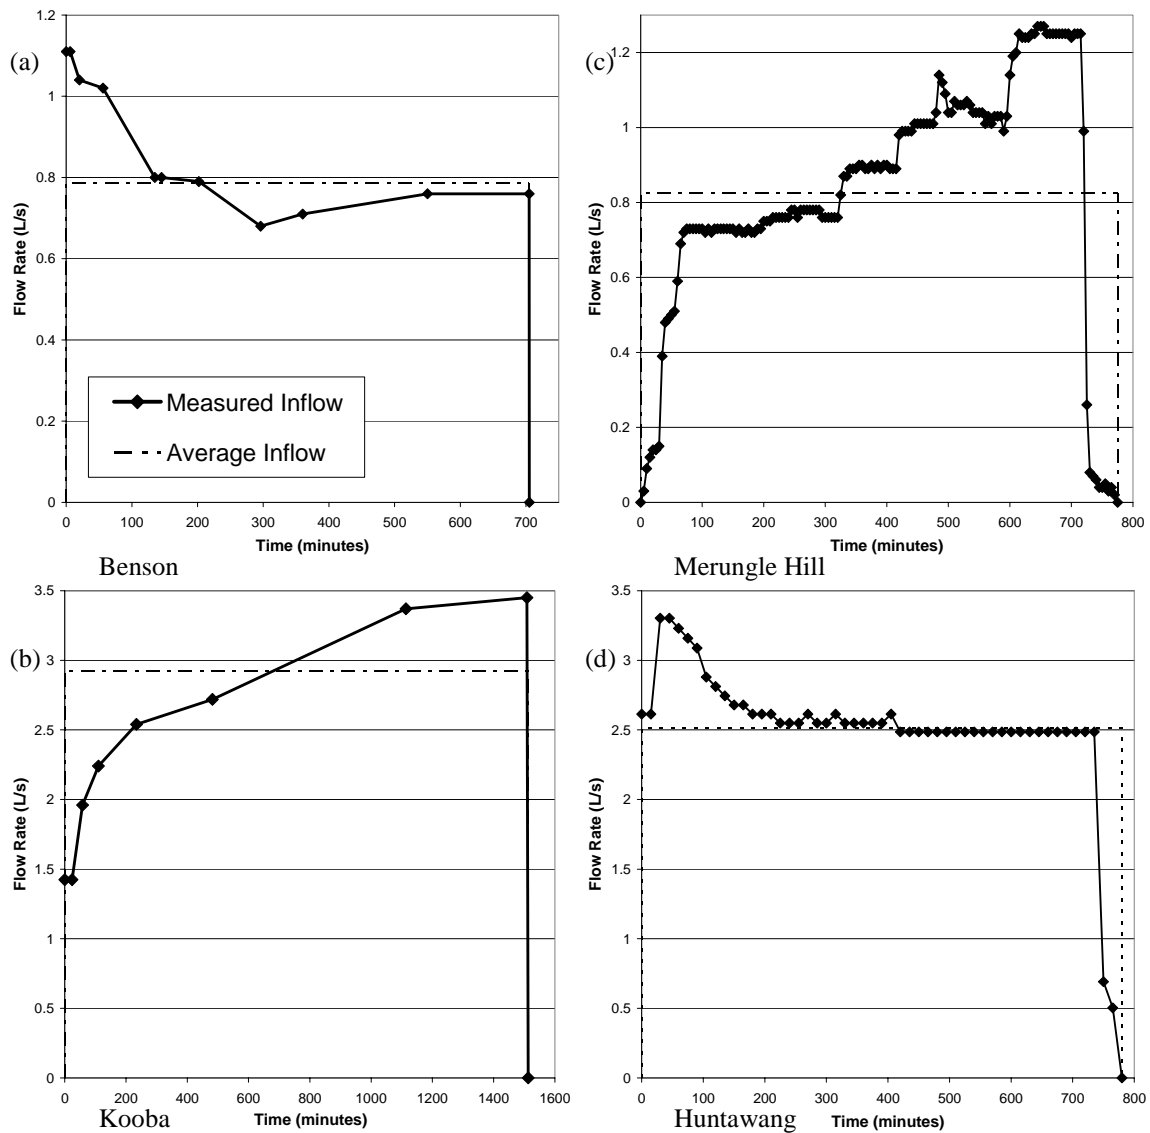 (a)
1.2
1
0.8
0.6
0.4
0.2
0
Flow Rate (L/s)
Measured Inflow
Average Inflow
0 100 200 300 400 500 600 700
Time (minutes)
Benson
(c)
1.2
1
0.8
0.6
0.4
0.2
0
Flow Rate (L/s)
0 100 200 300 400 500 600 700 800
Time (minutes)
Merungle Hill
(b)
3.5
3
2.5
2
1.5
1
0.5
0
Flow Rate (L/s)
0 200 400 600 800 1000 1200 1400 1600
Time (minutes)
Kooba
(d)
3.5
3
2.5
2
1.5
1
0.5
0
Flow Rate (L/s)
0 100 200 300 400 500 600 700 800
Time (minutes)
Huntawang